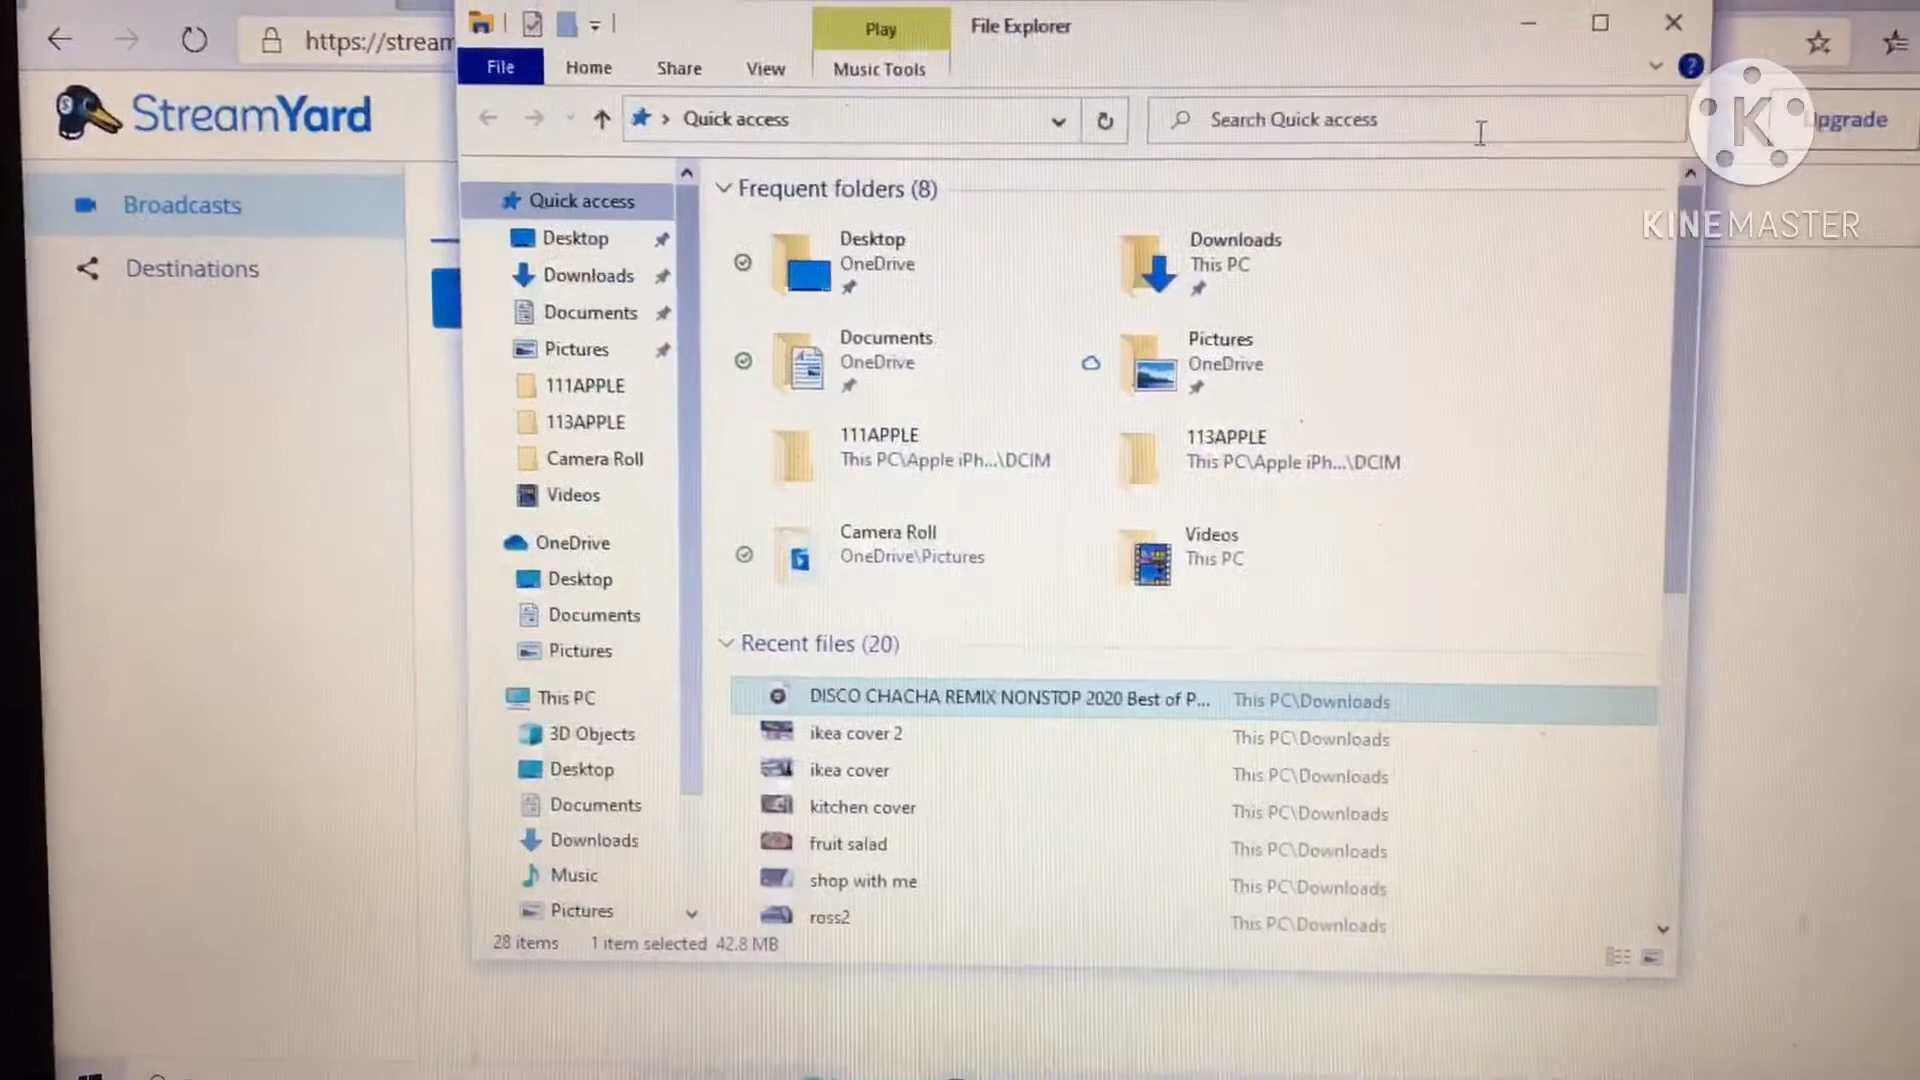 https://stream
StreamYard
Broadcasts
Destinations
Play
File Explorer
File
Home
Share
View
Music Tools
?
Quick access
Search Quick access
Upgrade
K
KINEMASTER
Quick access
Desktop
Downloads
Documents
Pictures
111APPLE
113APPLE
Camera Roll
Videos
OneDrive
Desktop
Documents
Pictures
This PC
3D Objects
Desktop
Documents
Downloads
Music
Pictures
Frequent folders (8)
Desktop
OneDrive
Downloads
This PC
Documents
OneDrive
Pictures
OneDrive
111APPLE
This PC\Apple iPh...\DCIM
113APPLE
This PC\Apple iPh...\DCIM
Camera Roll
OneDrive\Pictures
Videos
This PC
Recent files (20)
DISCO CHACHA REMIX NONSTOP 2020 Best of P... This PC\Downloads
ikea cover 2 This PC\Downloads
ikea cover This PC\Downloads
kitchen cover This PC\Downloads
fruit salad This PC\Downloads
shop with me This PC\Downloads
ross2 This PC\Downloads
28 items 1 item selected 42.8 MB